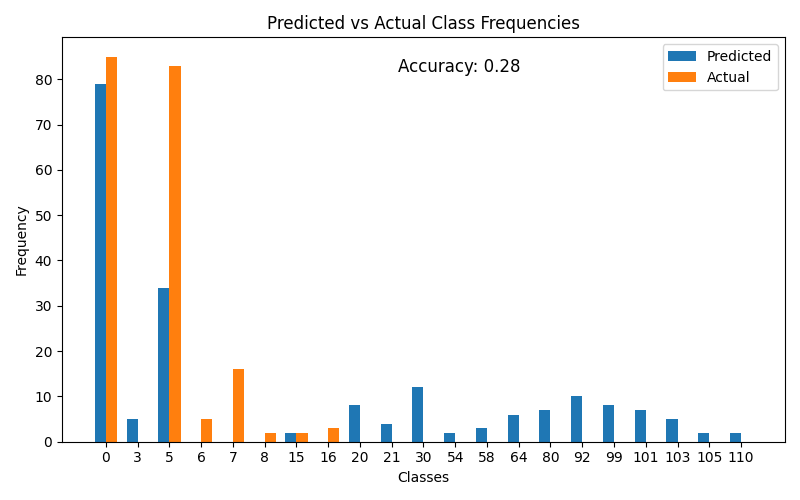 Predicted vs Actual Class Frequencies
Accuracy: 0.28
Predicted
Actual
Frequency
80
70
60
50
40
30
20
10
0
0 3 5 6 7 8 15 16 20 21 30 54 58 64 80 92 99 101 103 105 110
Classes